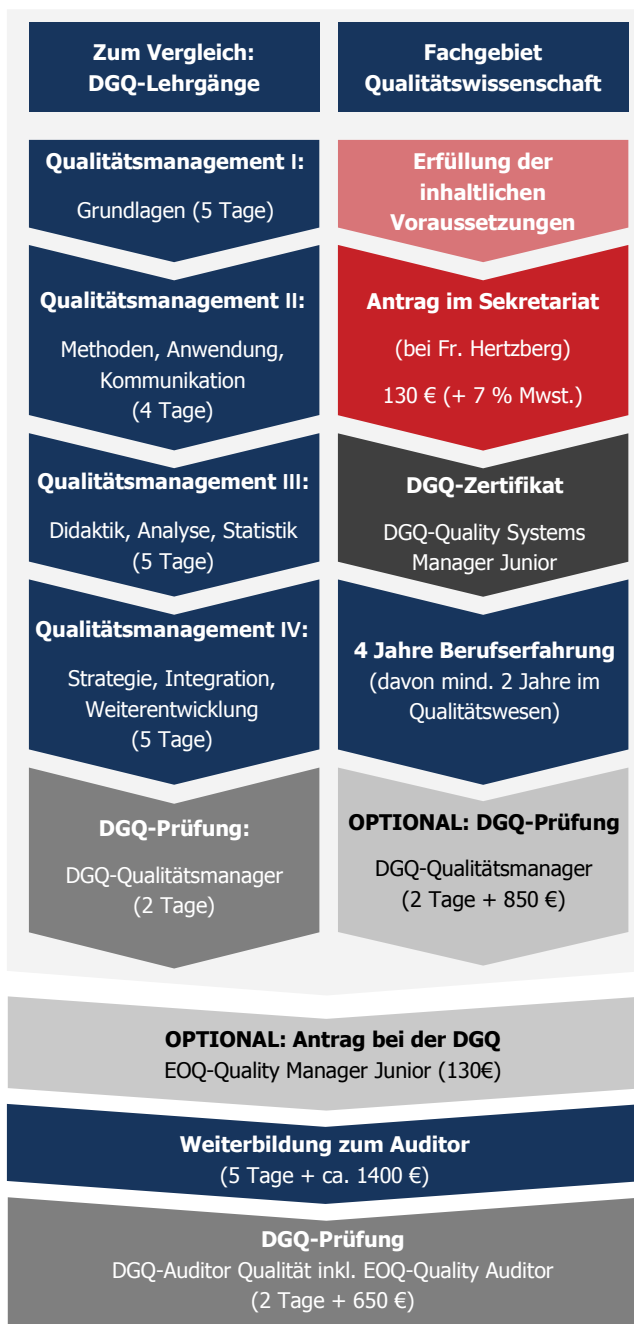 Zum Vergleich:
DGQ-Lehrgänge
Qualitätsmanagement I:
Grundlagen (5 Tage)
Qualitätsmanagement II:
Methoden, Anwendung,
Kommunikation
(4 Tage)
Qualitätsmanagement III:
Didaktik, Analyse, Statistik
(5 Tage)
Qualitätsmanagement IV:
Strategie, Integration,
Weiterentwicklung
(5 Tage)
DGQ-Prüfung:
DGQ-Qualitätsmanager
(2 Tage)
Fachgebiet
Qualitätswissenschaft
Erfüllung der
inhaltlichen
Voraussetzungen
Antrag im Sekretariat
(bei Fr. Hertzberg)
130 € (+ 7 % Mwst.)
DGQ-Zertifikat
DGQ-Quality Systems
Manager Junior
4 Jahre Berufserfahrung
(davon mind. 2 Jahre im
Qualitätswesen)
OPTIONAL: DGQ-Prüfung
DGQ-Qualitätsmanager
(2 Tage + 850 €)
OPTIONAL: Antrag bei der DGQ
EOQ-Quality Manager Junior (130€)
Weiterbildung zum Auditor
(5 Tage + ca. 1400 €)
DGQ-Prüfung
DGQ-Auditor Qualität inkl. EOQ-Quality Auditor
(2 Tage + 650 €)